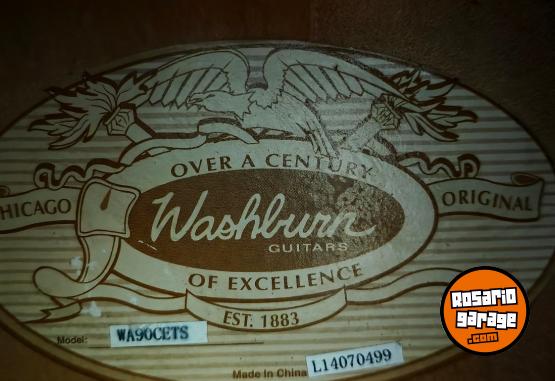 OVER A CENTURY
CHICAGO
ORIGINAL
Washburn
GUITARS
OF EXCELLENCE
EST. 1883
Model: WA90CETS
Made in China L14070499
ROSARIO
garage
.com